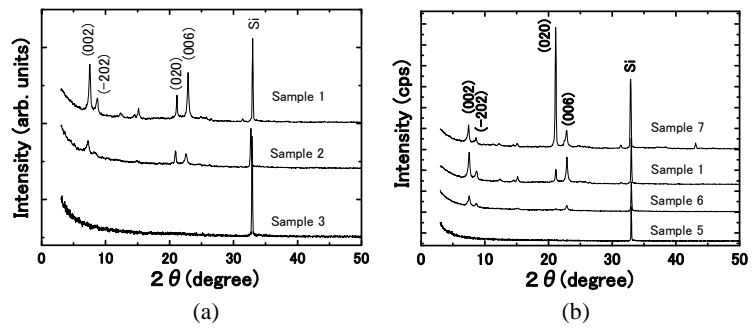 (a)
Intensity (arb. units)
(002)
(-202)
(020)
(006)
Si
Sample 1
Sample 2
Sample 3
0 10 20 30 40 50
2 θ (degree)
(a)
(b)
Intensity (cps)
(002)
(-202)
(020)
(006)
Si
Sample 7
Sample 1
Sample 6
Sample 5
0 10 20 30 40 50
2 θ (degree)
(b)